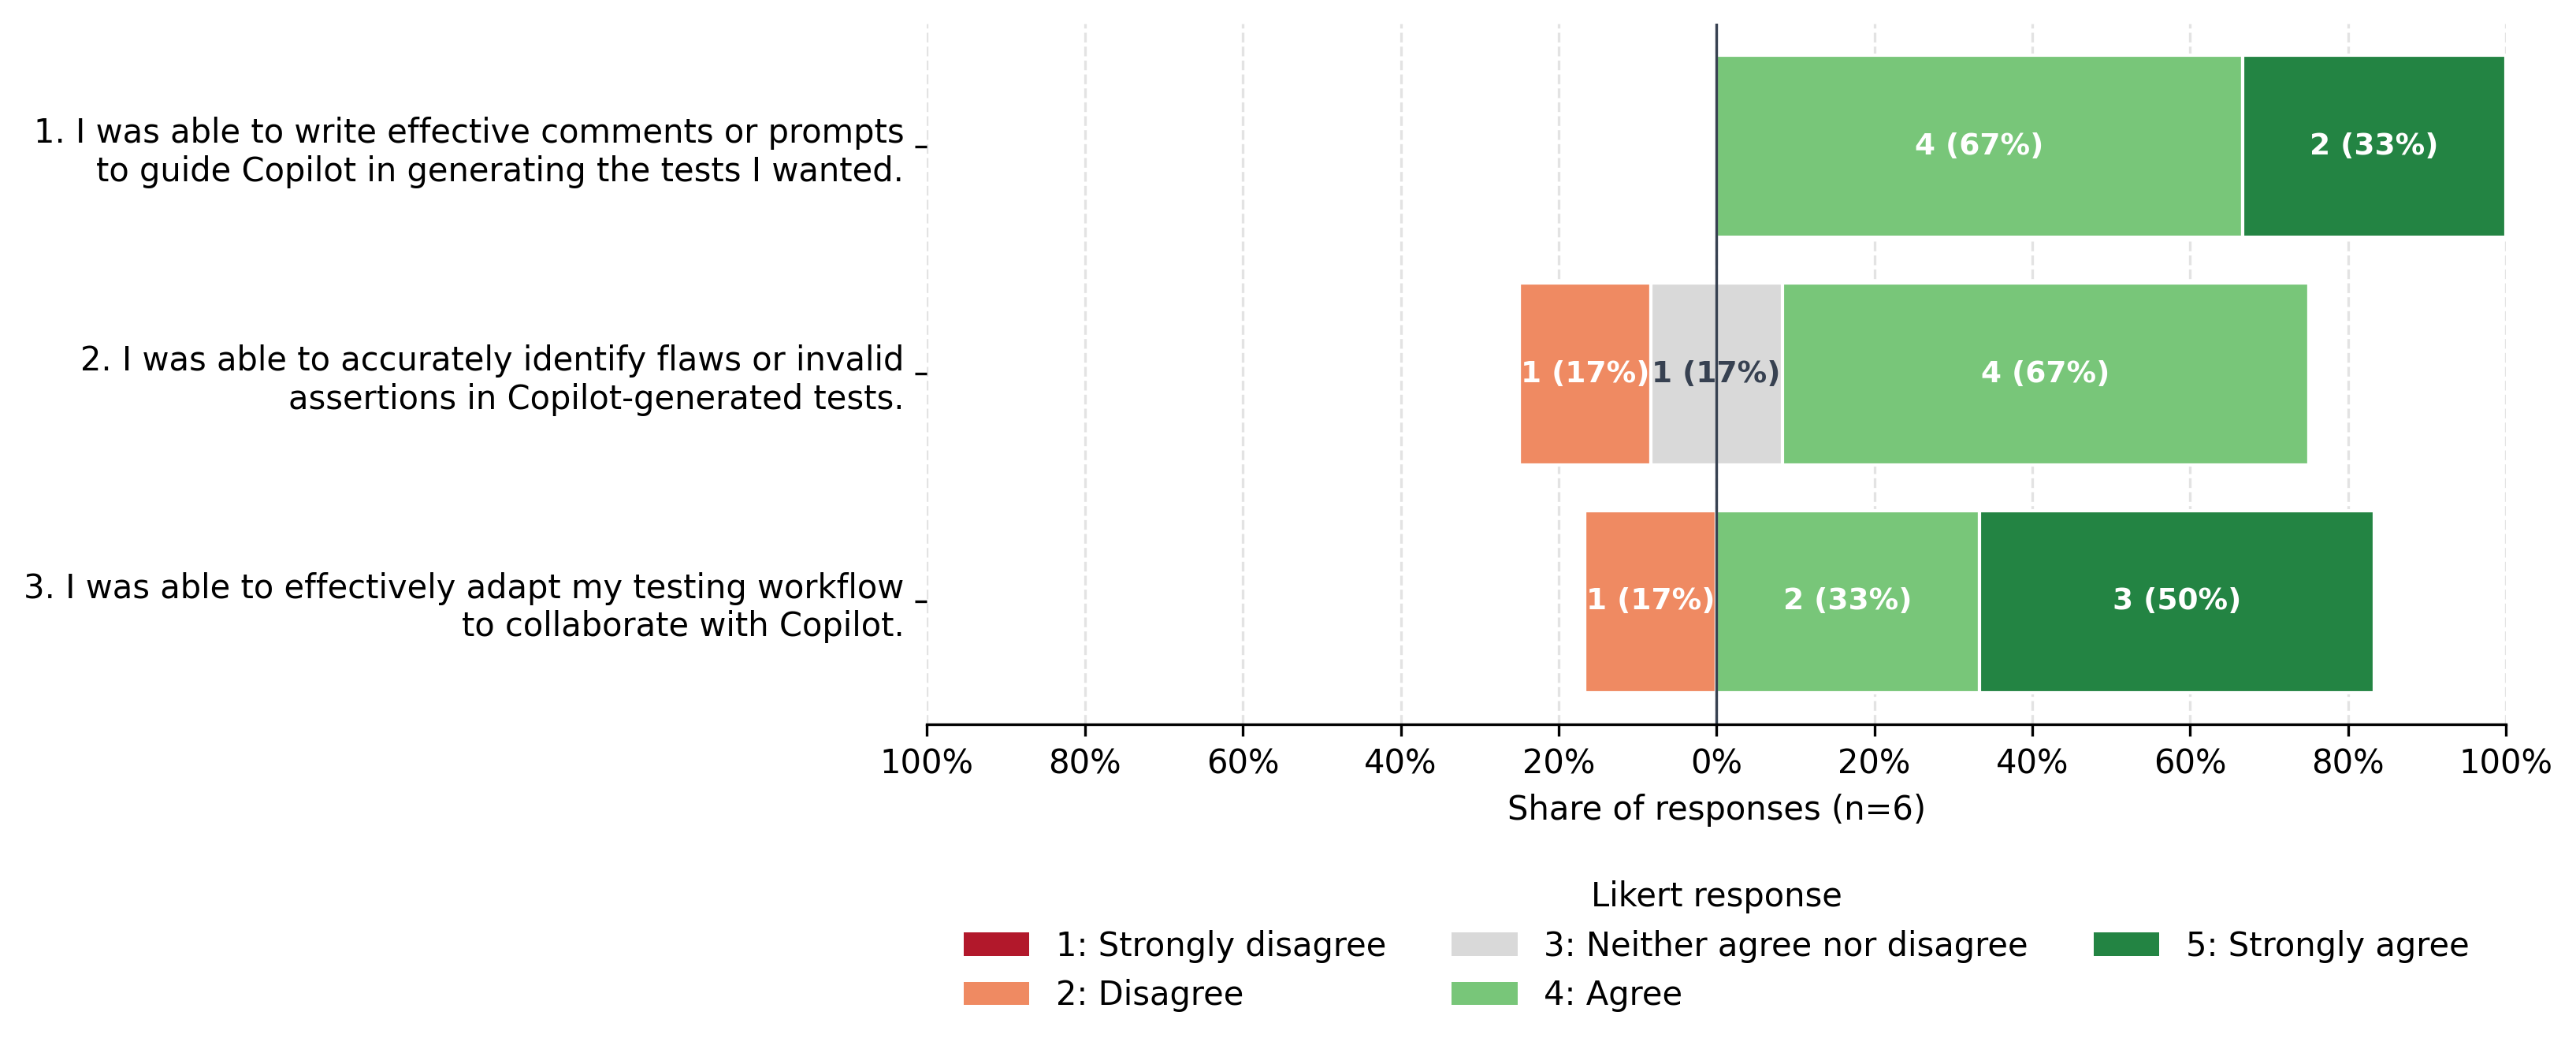 1. I was able to write effective comments or prompts
to guide Copilot in generating the tests I wanted.
4 (67%) 2 (33%)
2. I was able to accurately identify flaws or invalid
assertions in Copilot-generated tests.
1 (17%) 1 (17%) 4 (67%)
3. I was able to effectively adapt my testing workflow
to collaborate with Copilot.
1 (17%) 2 (33%) 3 (50%)
100% 80% 60% 40% 20% 0% 20% 40% 60% 80% 100%
Share of responses (n=6)
Likert response
1: Strongly disagree 3: Neither agree nor disagree 5: Strongly agree
2: Disagree 4: Agree